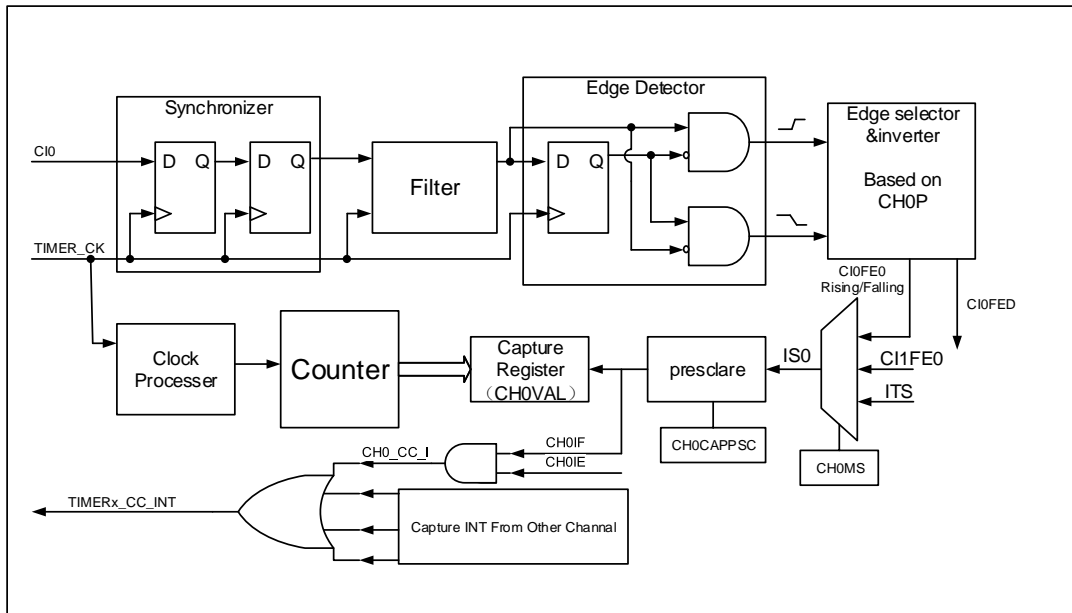 Synchronizer
Edge Detector
CI0
D Q
D Q
Filter
D Q
Edge selector
&inverter
Based on
CH0P
TIMER_CK
CI0FE0
Rising/Falling
CI0FED
Clock
Processer
Counter
Capture
Register
（CH0VAL）
presclare
IS0
CI1FE0
ITS
CH0CAPPSC
CH0MS
CH0_CC_I
CH0IF
CH0IE
TIMERx_CC_INT
Capture INT From Other Channel